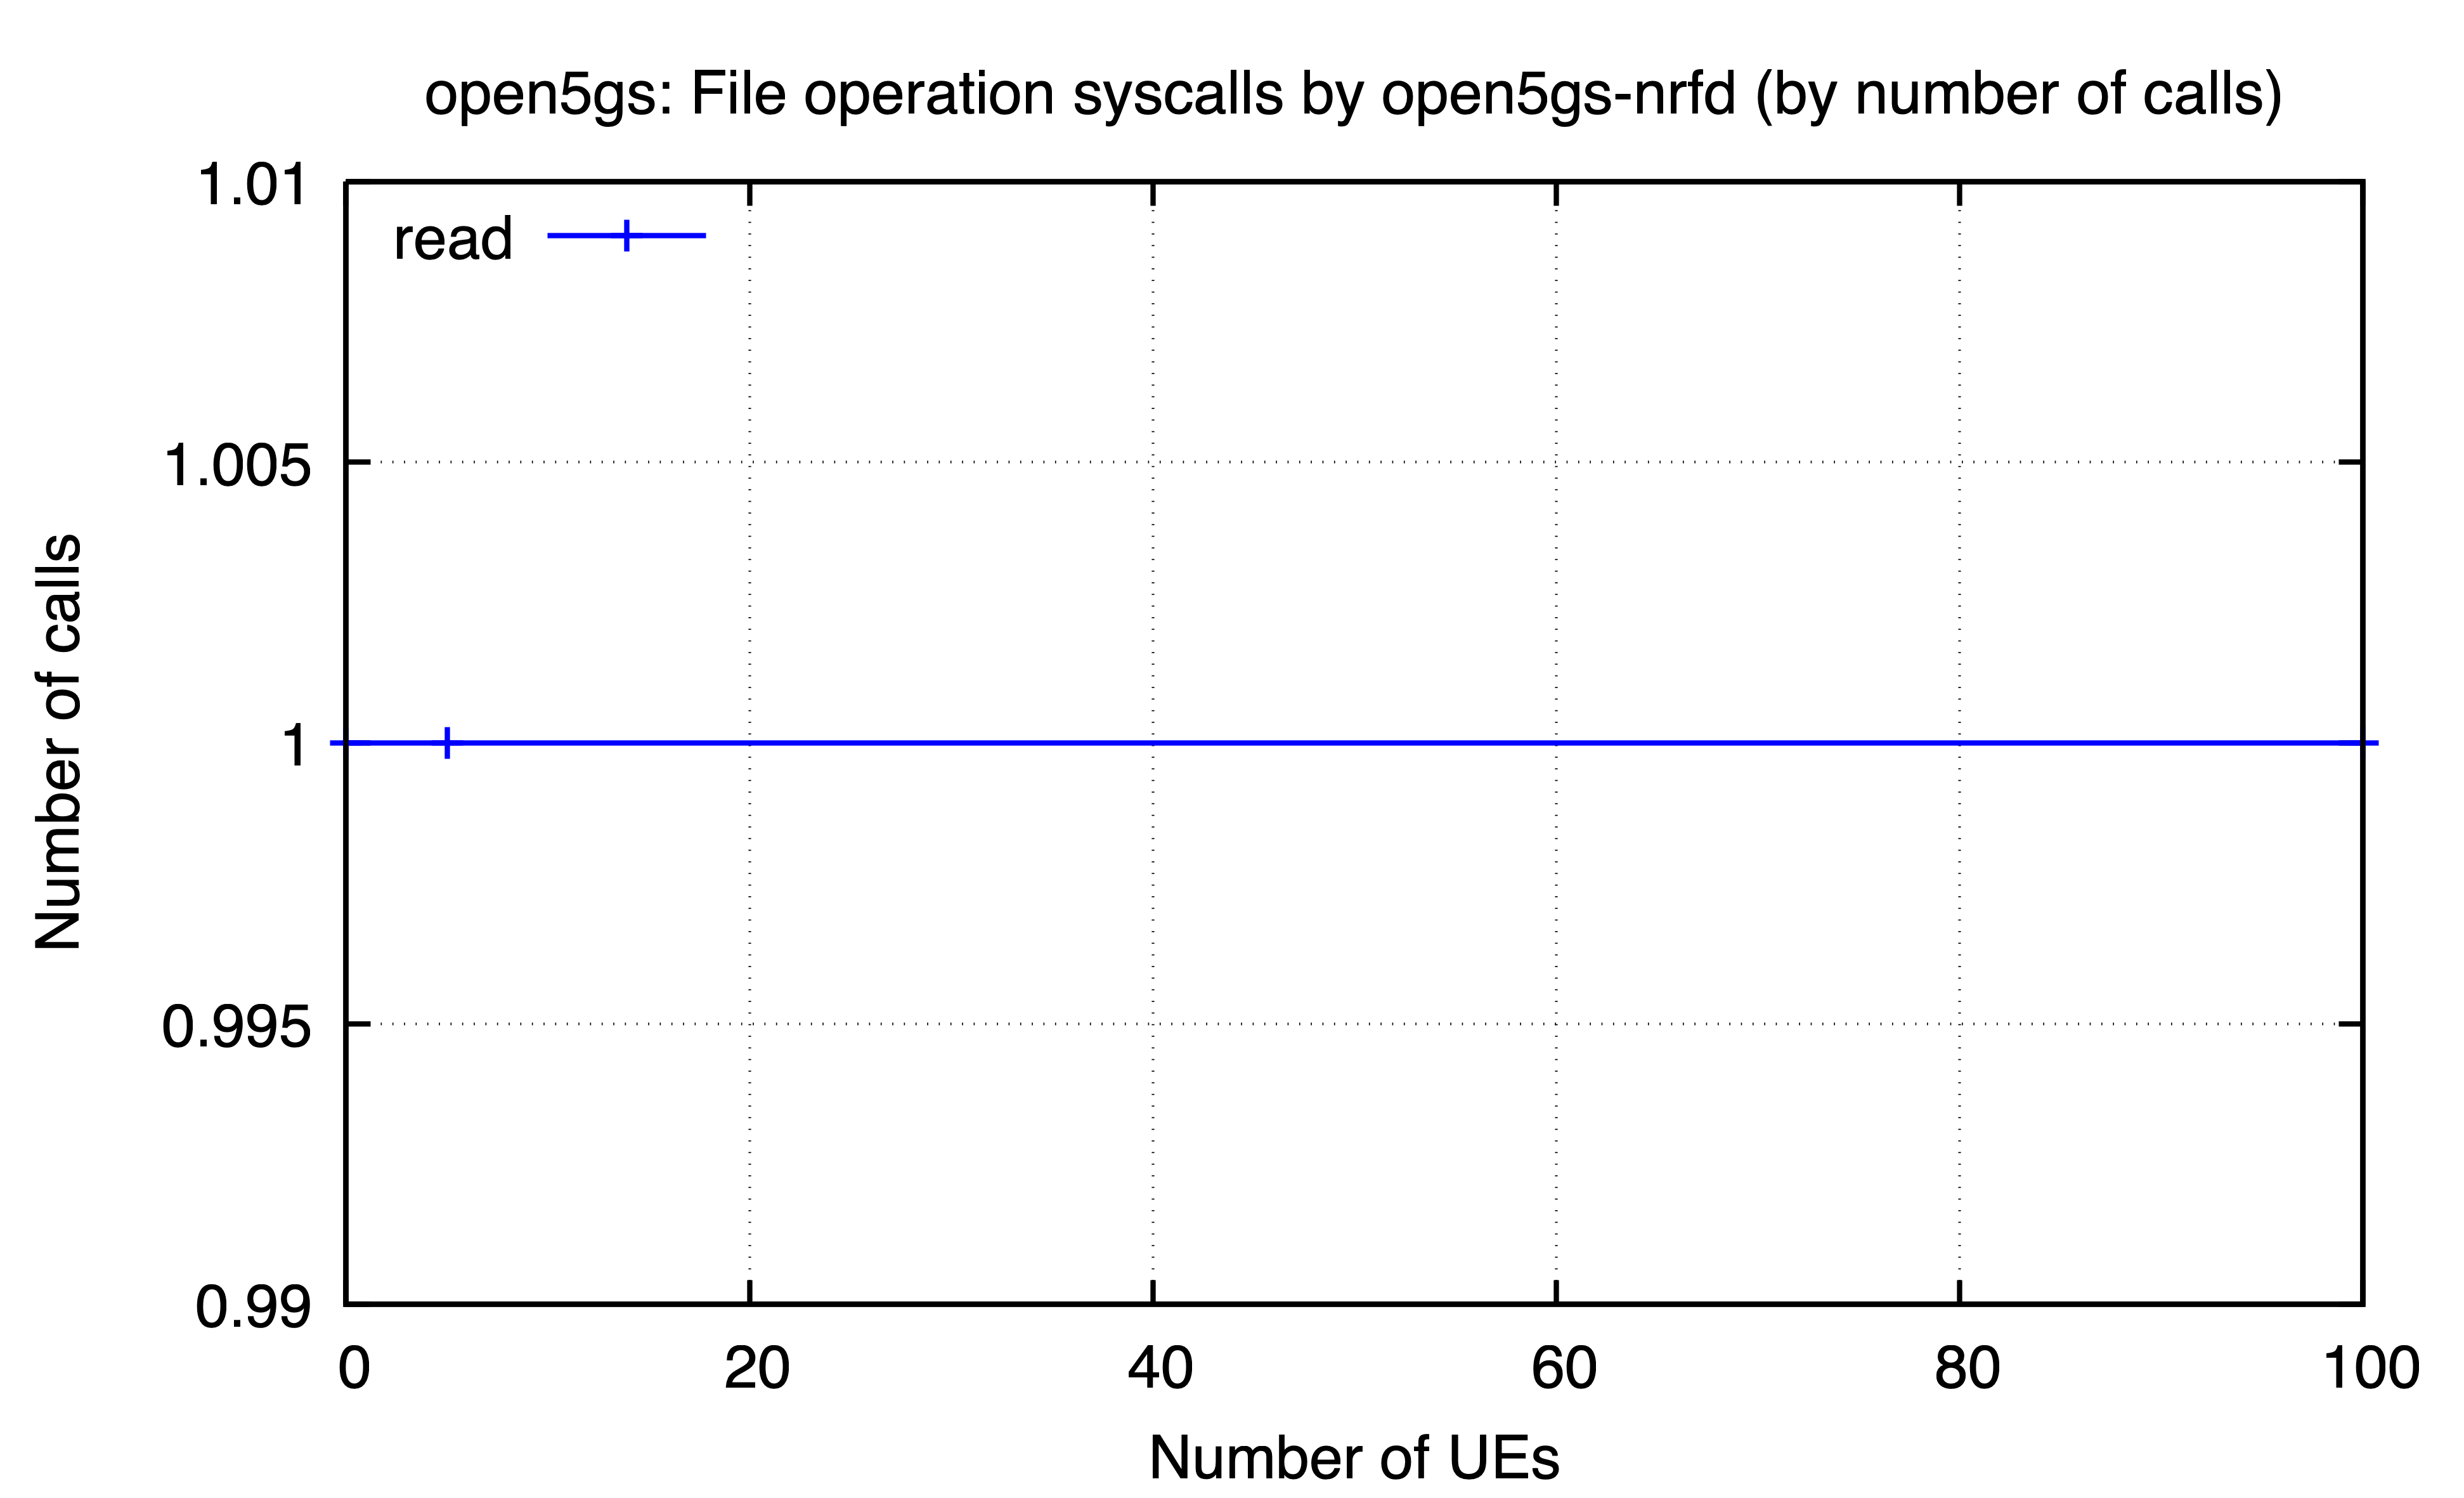 open5gs: File operation syscalls by open5gs-nrfd (by number of calls)
1.01
read
1.005
Number of calls
1
0.995
0.99
0 20 40 60 80 100
Number of UEs